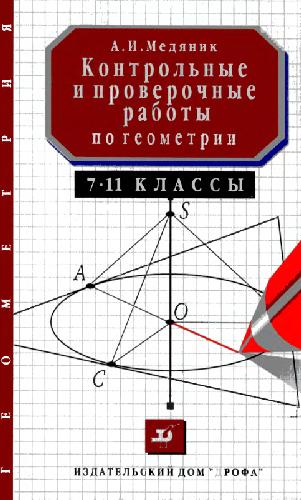 ГЕОМЕТРИЯ
А.И.Медяник
Контрольные
и проверочные
работы
по геометрии
7-11 КЛАССЫ
S
A
O
C
ИЗДАТЕЛЬСКИЙ ДОМ "ДРОФА"